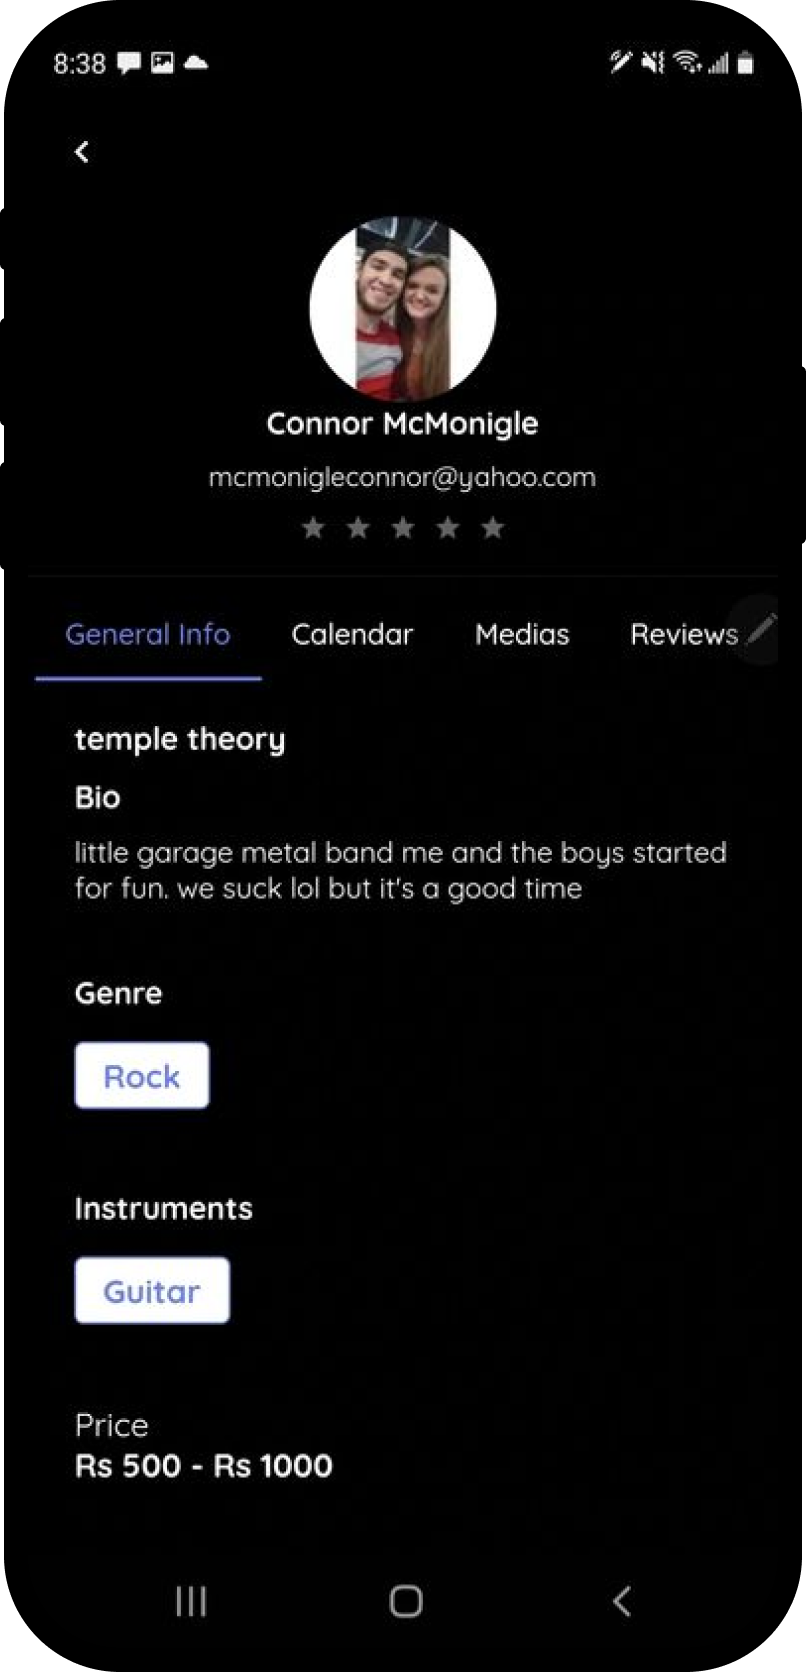 8:38
Connor McMonigle
mcmonigleconnor@yahoo.com
General Info Calendar Medias Reviews
temple theory
Bio
little garage metal band me and the boys started
for fun. we suck lol but it's a good time
Genre
Rock
Instruments
Guitar
Price
Rs 500 - Rs 1000